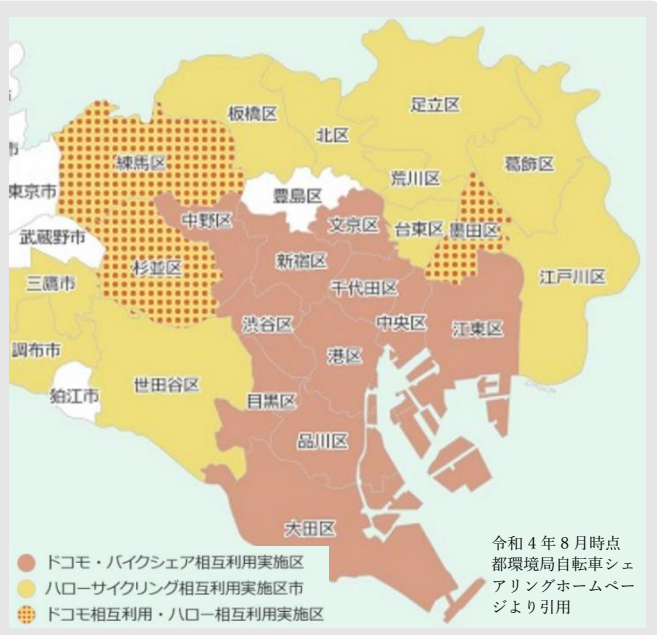 足立区
板橋区
北区
葛飾区
練馬区
荒川区
東京市
豊島区
中野区
文京区
台東区
墨田区
武蔵野市
杉並区
新宿区
三鷹市
千代田区
江戸川区
渋谷区
中央区
江東区
調布市
港区
世田谷区
狛江市
目黒区
品川区
大田区
ドコモ・バイクシェア相互利用実施区
ハローサイクリング相互利用実施区市
ドコモ相互利用・ハロー相互利用実施区
令和4年8月時点
都環境局自転車シェ
アリングホームペー
ジより引用